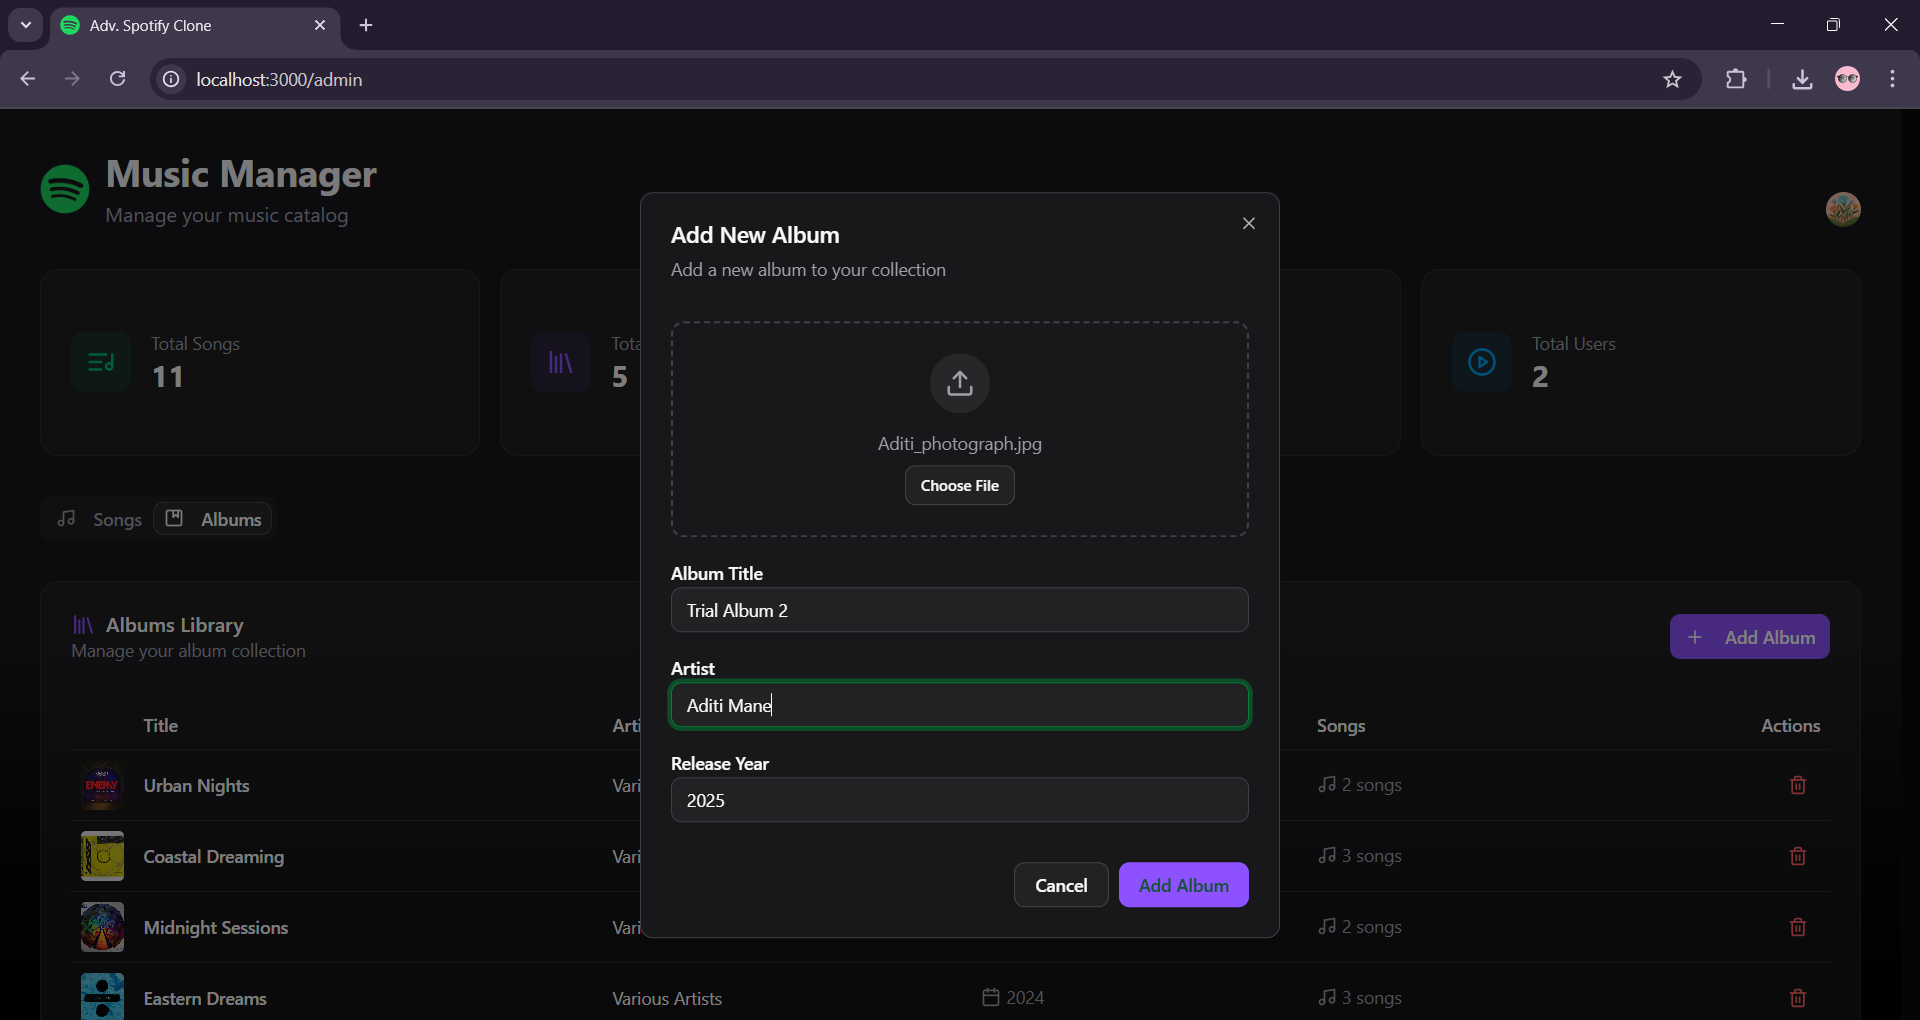 Adv. Spotify Clone
localhost:3000/admin
Music Manager
Manage your music catalog
Total Songs
11
Tota
5
Total Users
2
Songs
Albums
Albums Library
Manage your album collection
Add Album
Title
Arti
Songs
Actions
Urban Nights
Vari
2 songs
Coastal Dreaming
Vari
3 songs
Midnight Sessions
Vari
2 songs
Eastern Dreams
Various Artists
2024
3 songs
Add New Album
Add a new album to your collection
Aditi_photograph.jpg
Choose File
Album Title
Trial Album 2
Artist
Aditi Mane
Release Year
2025
Cancel
Add Album
ENEMY